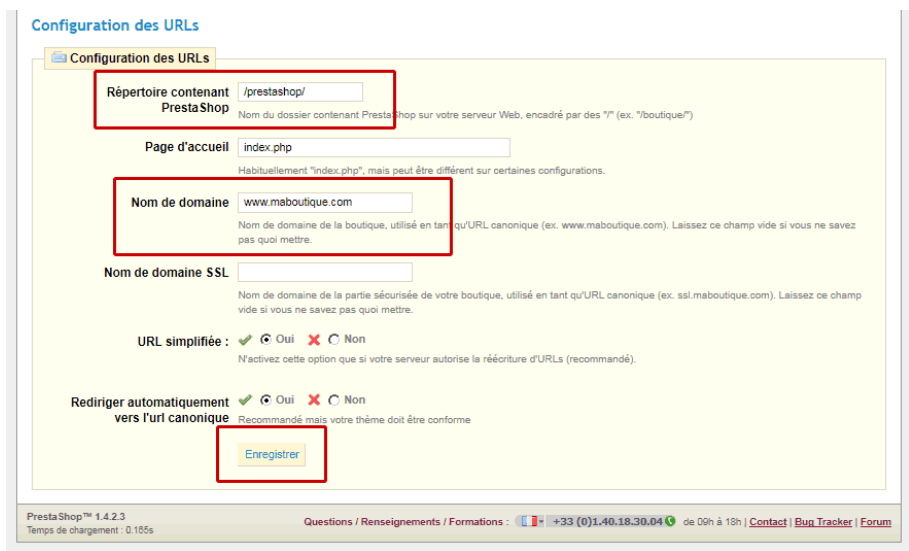 Configuration des URLs
Configuration des URLs
Répertoire contenant
PrestaShop
/prestashop/
Nom du dossier contenant PrestaShop sur votre serveur Web, encadré par des "/" (ex. "/boutique/")
Page d'accueil
index.php
Habituellement "index.php", mais peut être différent sur certaines configurations.
Nom de domaine
www.maboutique.com
Nom de domaine de la boutique, utilisé en tant qu'URL canonique (ex. www.maboutique.com). Laissez ce champ vide si vous ne savez
pas quoi mettre.
Nom de domaine SSL
Nom de domaine de la partie sécurisée de votre boutique, utilisé en tant qu'URL canonique (ex. ssl.maboutique.com). Laissez ce champ
vide si vous ne savez pas quoi mettre.
URL simplifiée : Oui Non
N'activez cette option que si votre serveur autorise la réécriture d'URLs (recommandé).
Rediriger automatiquement
vers l'url canonique
Oui Non
Recommandé mais votre thème doit être conforme
Enregistrer
PrestaShop™ 1.4.2.3
Temps de chargement : 0.165s
Questions / Renseignements / Formations : +33 (0)1.40.18.30.04 de 09h à 18h | Contact | Bug Tracker | Forum